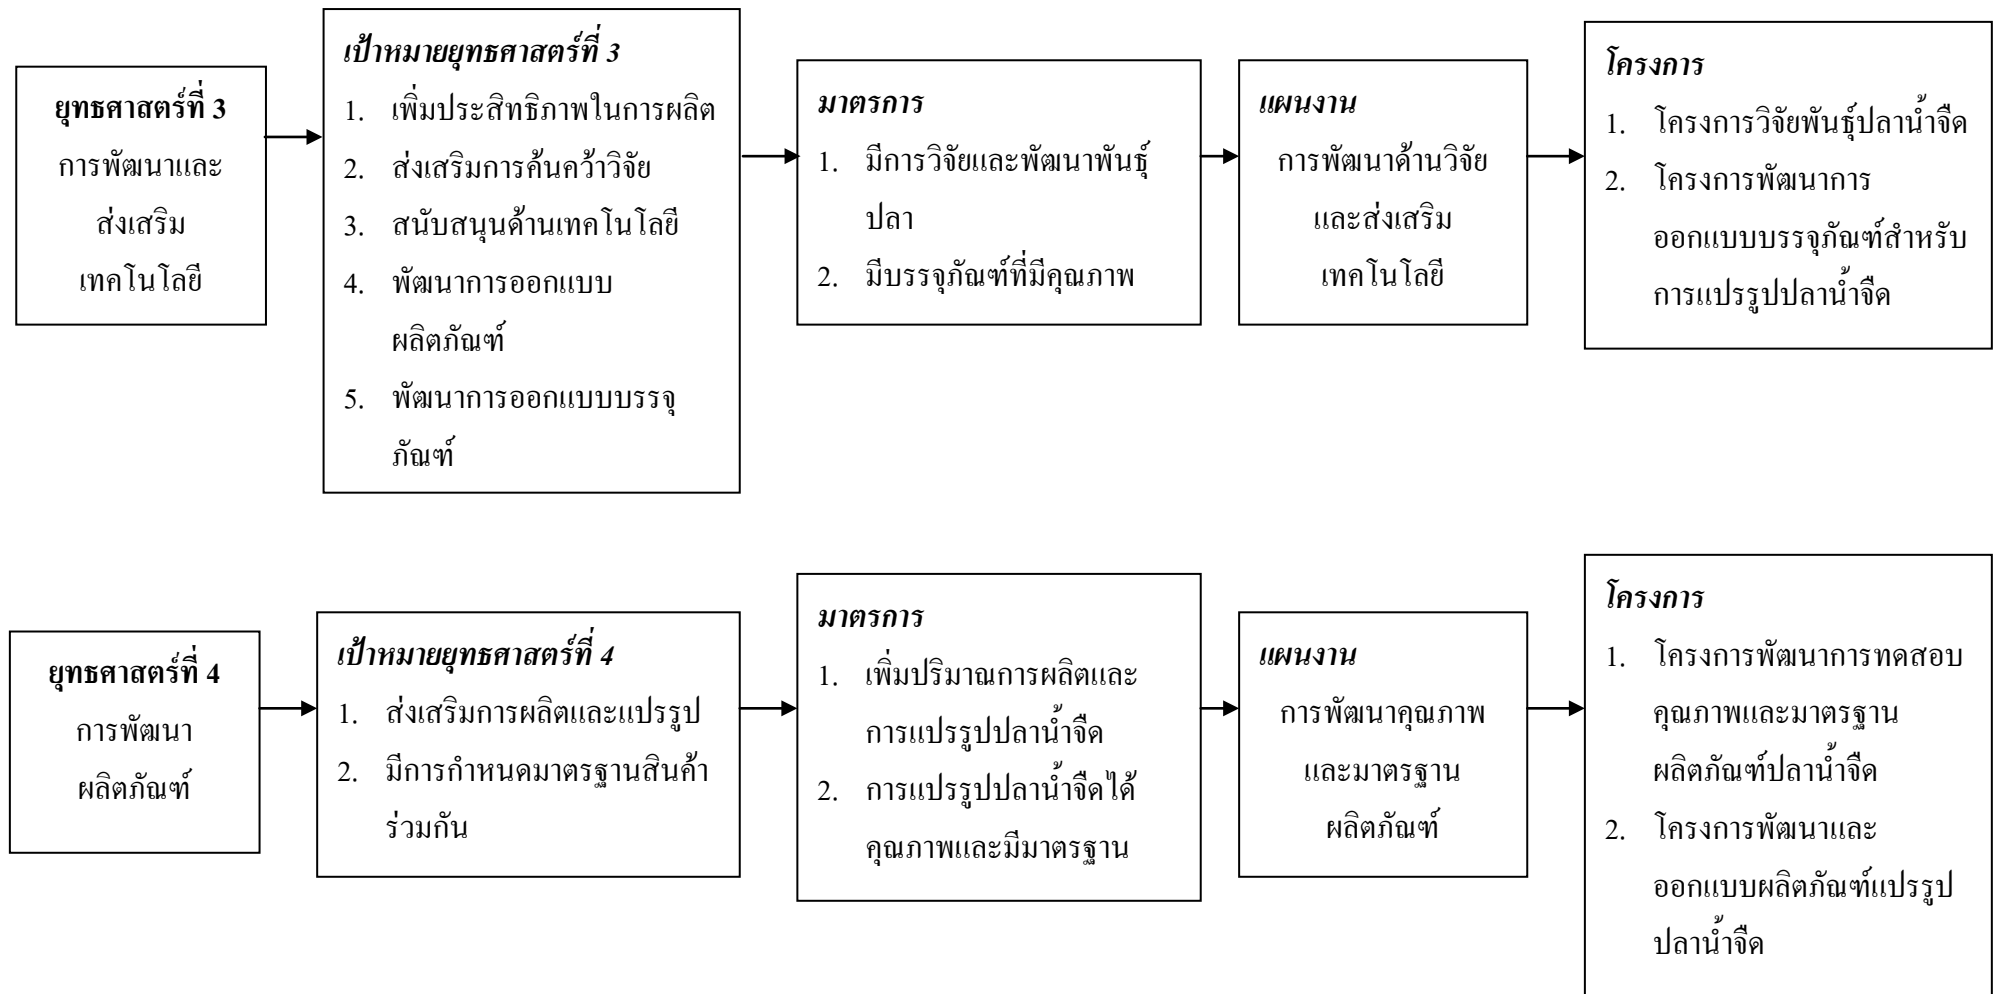 ยุทธศาสตร์ที่ 3
การพัฒนาและ
ส่งเสริม
เทคโนโลยี
เป้าหมายยุทธศาสตร์ที่ 3
1. เพิ่มประสิทธิภาพในการผลิต
2. ส่งเสริมการค้นคว้าวิจัย
3. สนับสนุนด้านเทคโนโลยี
4. พัฒนาการออกแบบ
ผลิตภัณฑ์
5. พัฒนาการออกแบบบรรจุ
ภัณฑ์
มาตรการ
1. มีการวิจัยและพัฒนาพันธุ์
ปลา
2. มีบรรจุภัณฑ์ที่มีคุณภาพ
แผนงาน
การพัฒนาด้านวิจัย
และส่งเสริม
เทคโนโลยี
โครงการ
1. โครงการวิจัยพันธุ์ปลาน้ำจืด
2. โครงการพัฒนาการ
ออกแบบบรรจุภัณฑ์สำหรับ
การแปรรูปปลาน้ำจืด
ยุทธศาสตร์ที่ 4
การพัฒนา
ผลิตภัณฑ์
เป้าหมายยุทธศาสตร์ที่ 4
1. ส่งเสริมการผลิตและแปรรูป
2. มีการกำหนดมาตรฐานสินค้า
ร่วมกัน
มาตรการ
1. เพิ่มปริมาณการผลิตและ
การแปรรูปปลาน้ำจืด
2. การแปรรูปปลาน้ำจืดได้
คุณภาพและมีมาตรฐาน
แผนงาน
การพัฒนาคุณภาพ
และมาตรฐาน
ผลิตภัณฑ์
โครงการ
1. โครงการพัฒนาการทดสอบ
คุณภาพและมาตรฐาน
ผลิตภัณฑ์ปลาน้ำจืด
2. โครงการพัฒนาและ
ออกแบบผลิตภัณฑ์แปรรูป
ปลาน้ำจืด